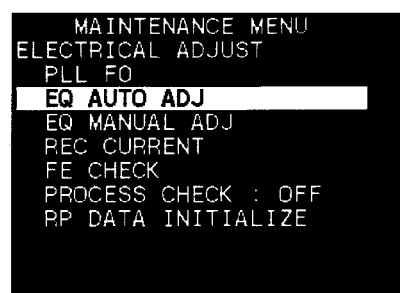 MAINTENANCE MENU
ELECTRICAL ADJUST
PLL FO
EQ AUTO ADJ
EQ MANUAL ADJ
REC CURRENT
FE CHECK
PROCESS CHECK : OFF
RP DATA INITIALIZE